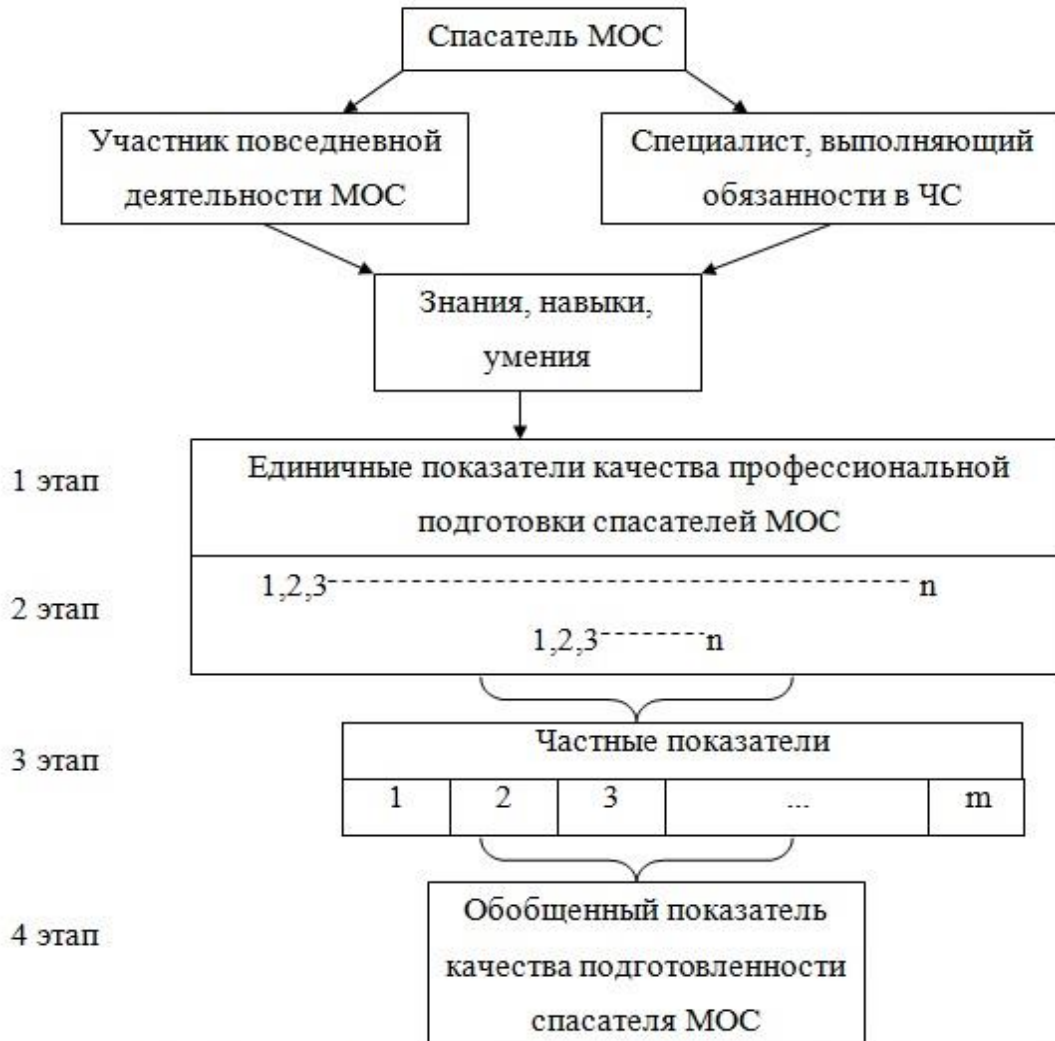 Спасатель МОС
Участник повседневной
деятельности МОС
Специалист, выполняющий
обязанности в ЧС
Знания, навыки,
умения
1 этап
Единичные показатели качества профессиональной
подготовки спасателей МОС
2 этап
1,2,3--------------------------------------------------n
1,2,3--------n
3 этап
Частные показатели
1 2 3 ... m
4 этап
Обобщенный показатель
качества подготовленности
спасателя МОС